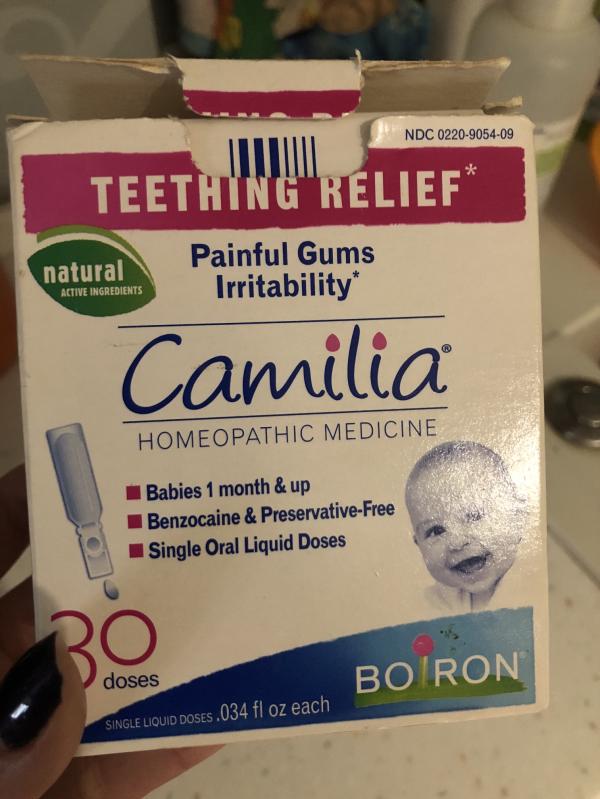 NDC 0220-9054-09
TEETHING RELIEF*
natural
ACTIVE INGREDIENTS
Painful Gums
Irritability*
Camilia®
HOMEOPATHIC MEDICINE
Babies 1 month & up
Benzocaine & Preservative-Free
Single Oral Liquid Doses
30
doses
SINGLE LIQUID DOSES .034 fl oz each
BOIRON®